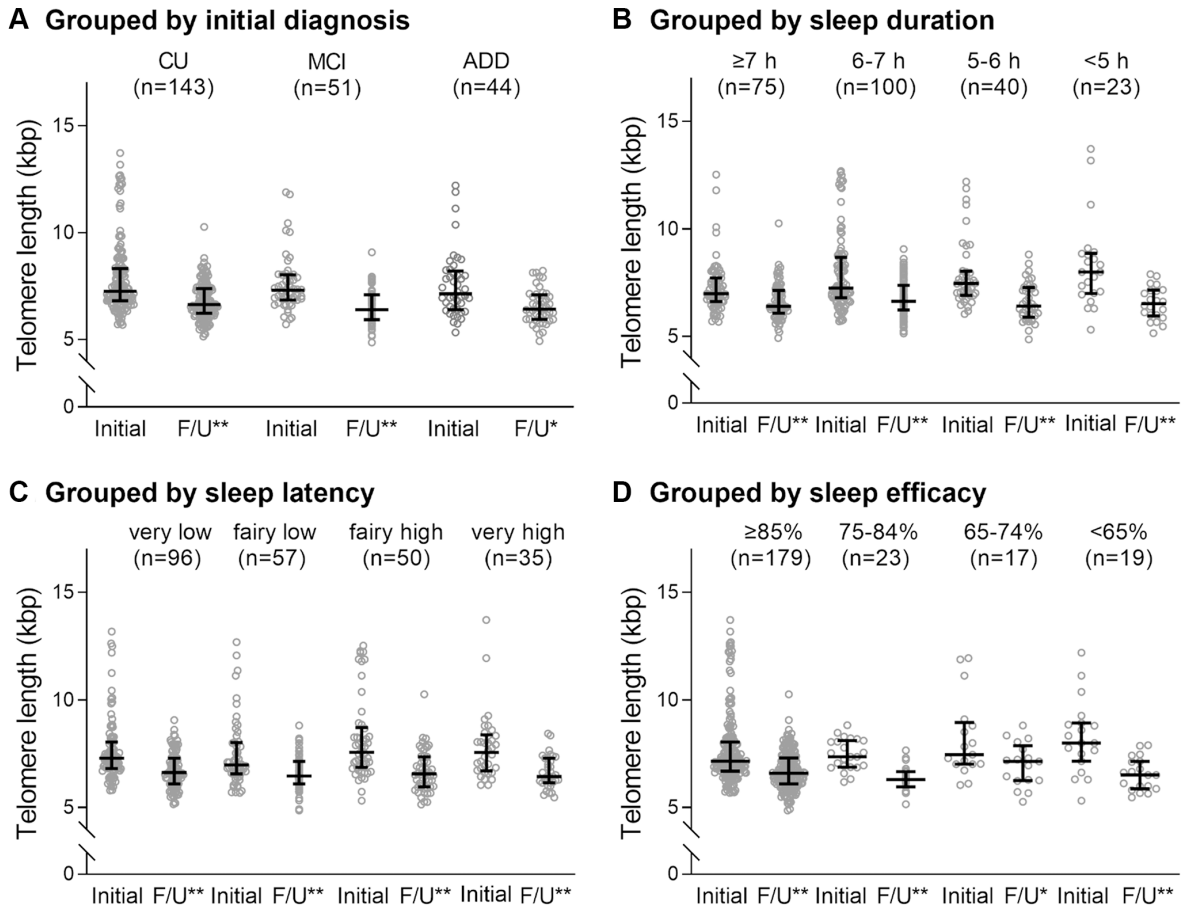 A Grouped by initial diagnosis
CU MCI ADD
(n=143) (n=51) (n=44)
Telomere length (kbp)
15
10
5
0
Initial F/U** Initial F/U** Initial F/U*
B Grouped by sleep duration
≥7 h 6-7 h 5-6 h <5 h
(n=75) (n=100) (n=40) (n=23)
Telomere length (kbp)
15
10
5
0
Initial F/U** Initial F/U** Initial F/U** Initial F/U**
C Grouped by sleep latency
very low fairy low fairy high very high
(n=96) (n=57) (n=50) (n=35)
Telomere length (kbp)
15
10
5
0
Initial F/U** Initial F/U** Initial F/U** Initial F/U**
D Grouped by sleep efficacy
≥85% 75-84% 65-74% <65%
(n=179) (n=23) (n=17) (n=19)
Telomere length (kbp)
15
10
5
0
Initial F/U** Initial F/U** Initial F/U* Initial F/U**